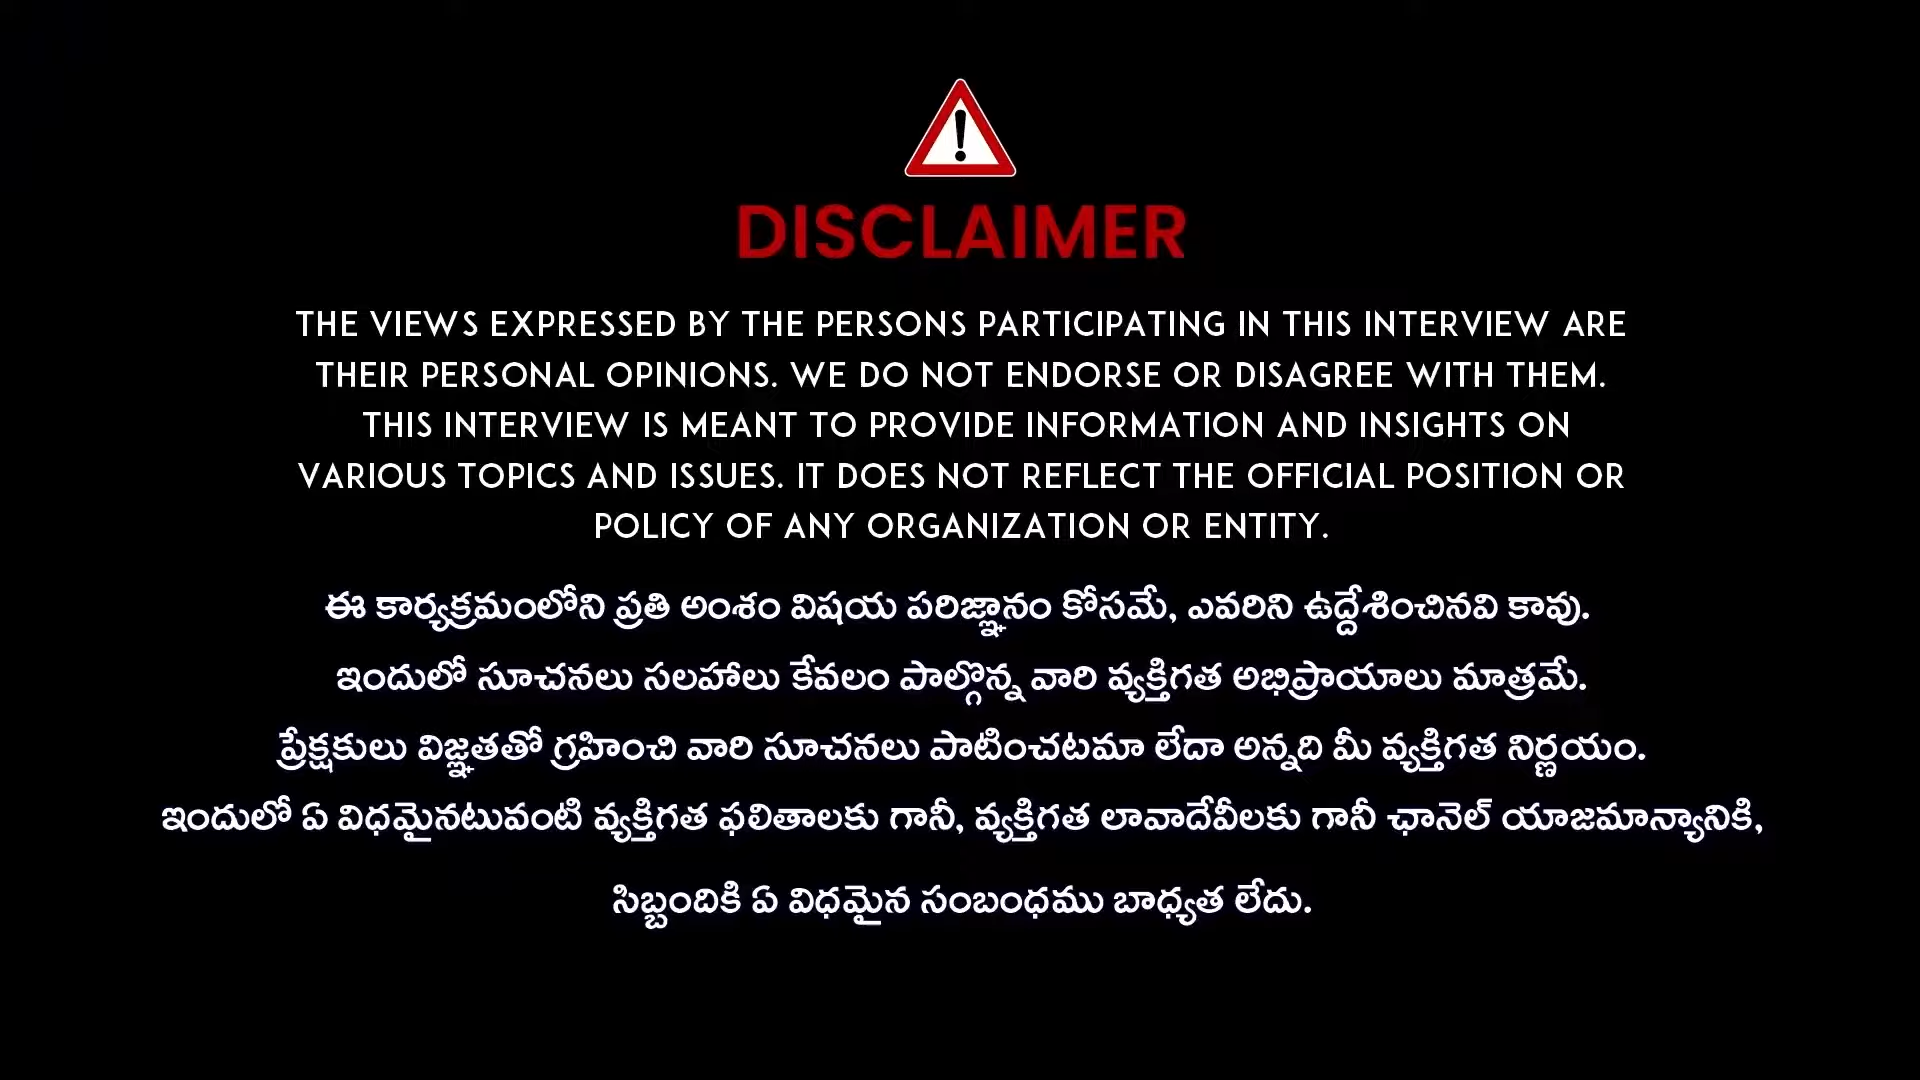 DISCLAIMER
THE VIEWS EXPRESSED BY THE PERSONS PARTICIPATING IN THIS INTERVIEW ARE
THEIR PERSONAL OPINIONS. WE DO NOT ENDORSE OR DISAGREE WITH THEM.
THIS INTERVIEW IS MEANT TO PROVIDE INFORMATION AND INSIGHTS ON
VARIOUS TOPICS AND ISSUES. IT DOES NOT REFLECT THE OFFICIAL POSITION OR
POLICY OF ANY ORGANIZATION OR ENTITY.
ఈ కార్యక్రమంలోని ప్రతి అంశం విషయ పరిజ్ఞానం కోసమే, ఎవరిని ఉద్దేశించినవి కావు.
ఇందులో సూచనలు సలహాలు కేవలం పాల్గొన్న వారి వ్యక్తిగత అభిప్రాయాలు మాత్రమే.
ప్రేక్షకులు విజ్ఞతతో గ్రహించి వారి సూచనలు పాటించటమా లేదా అన్నది మీ వ్యక్తిగత నిర్ణయం.
ఇందులో ఏ విధమైనటువంటి వ్యక్తిగత ఫలితాలకు గానీ, వ్యక్తిగత లావాదేవీలకు గానీ ఛానెల్ యాజమాన్యానికి,
సిబ్బందికి ఏ విధమైన సంబంధము బాధ్యత లేదు.